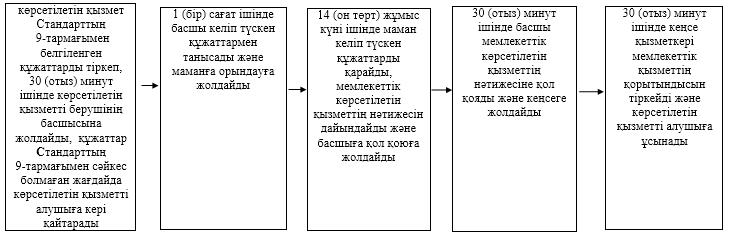 көрсетілетін қызмет
Стандарттың
9-тармағымен
белгіленген
құжаттарды тіркеп,
30 (отыз) минут
ішінде көрсетілетін
қызметті берушінің
басшысына
жолдайды, құжаттар
Стандарттың
9-тармағымен сәйкес
болмаған жағдайда
көрсетілетін қызметті
алушыға кері
қайтарады
1 (бір) сағат ішінде
басшы келіп түскен
құжаттармен
танысады және
маманға орындауға
жолдайды
14 (он төрт) жұмыс
күні ішінде маман
келіп түскен
құжаттарды
қарайды,
мемлекеттік
көрсетілетін
қызметтің нәтижесін
дайындайды және
басшыға қол қоюға
жолдайды
30 (отыз) минут
ішінде басшы
мемлекеттік
көрсетілетін
қызметтің
нәтижесіне қол
қояды және кеңсеге
жолдайды
30 (отыз) минут
ішінде кеңсе
қызметкері
мемлекеттік
қызметтің
қорытындысын
тіркейді және
көрсетілетін
қызметті алушыға
ұсынады